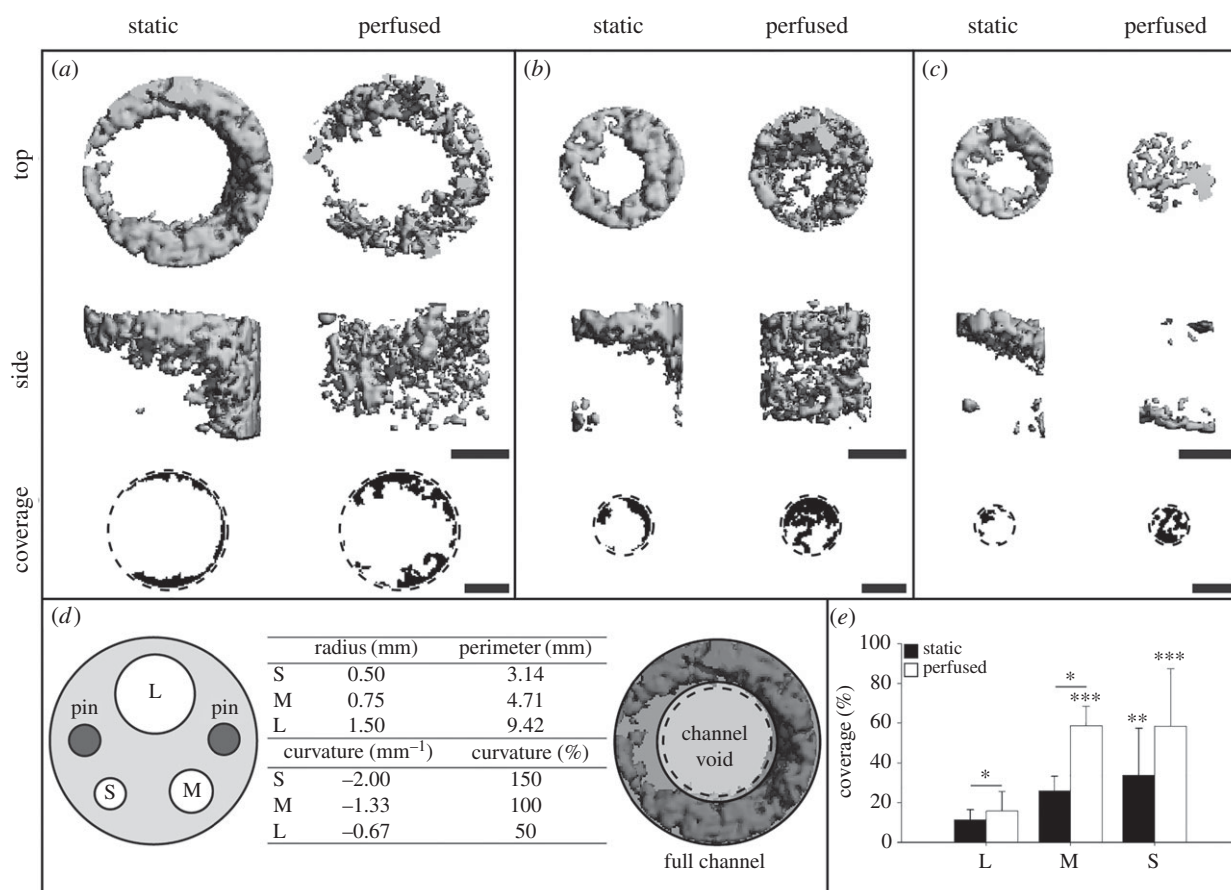 static perfused static perfused static perfused
(a) (b) (c)
top
side
coverage
(d)
L
pin pin
S M
radius (mm) perimeter (mm)
S 0.50 3.14
M 0.75 4.71
L 1.50 9.42
curvature (mm⁻¹) curvature (%)
S –2.00 150
M –1.33 100
L –0.67 50
channel
void
full channel
(e)
coverage (%)
100
80
60
40
20
0
static
perfused
*
*
***
**
***
L M S